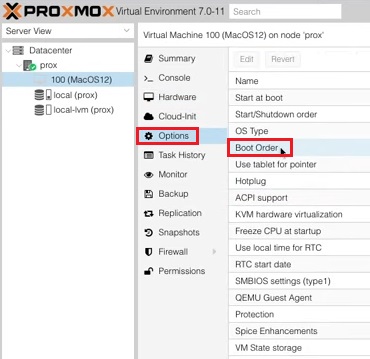 PROXMOX Virtual Environment 7.0-11 Search
Server View
Datacenter
prox
100 (MacOS12)
local (prox)
local-lvm (prox)
Virtual Machine 100 (MacOS12) on node 'prox'
Summary
Console
Hardware
Cloud-Init
Options
Task History
Monitor
Backup
Replication
Snapshots
Firewall
Permissions
Edit Revert
Name
Start at boot
Start/Shutdown order
OS Type
Boot Order
Use tablet for pointer
Hotplug
ACPI support
KVM hardware virtualization
Freeze CPU at startup
Use local time for RTC
RTC start date
SMBIOS settings (type1)
QEMU Guest Agent
Protection
Spice Enhancements
VM State storage